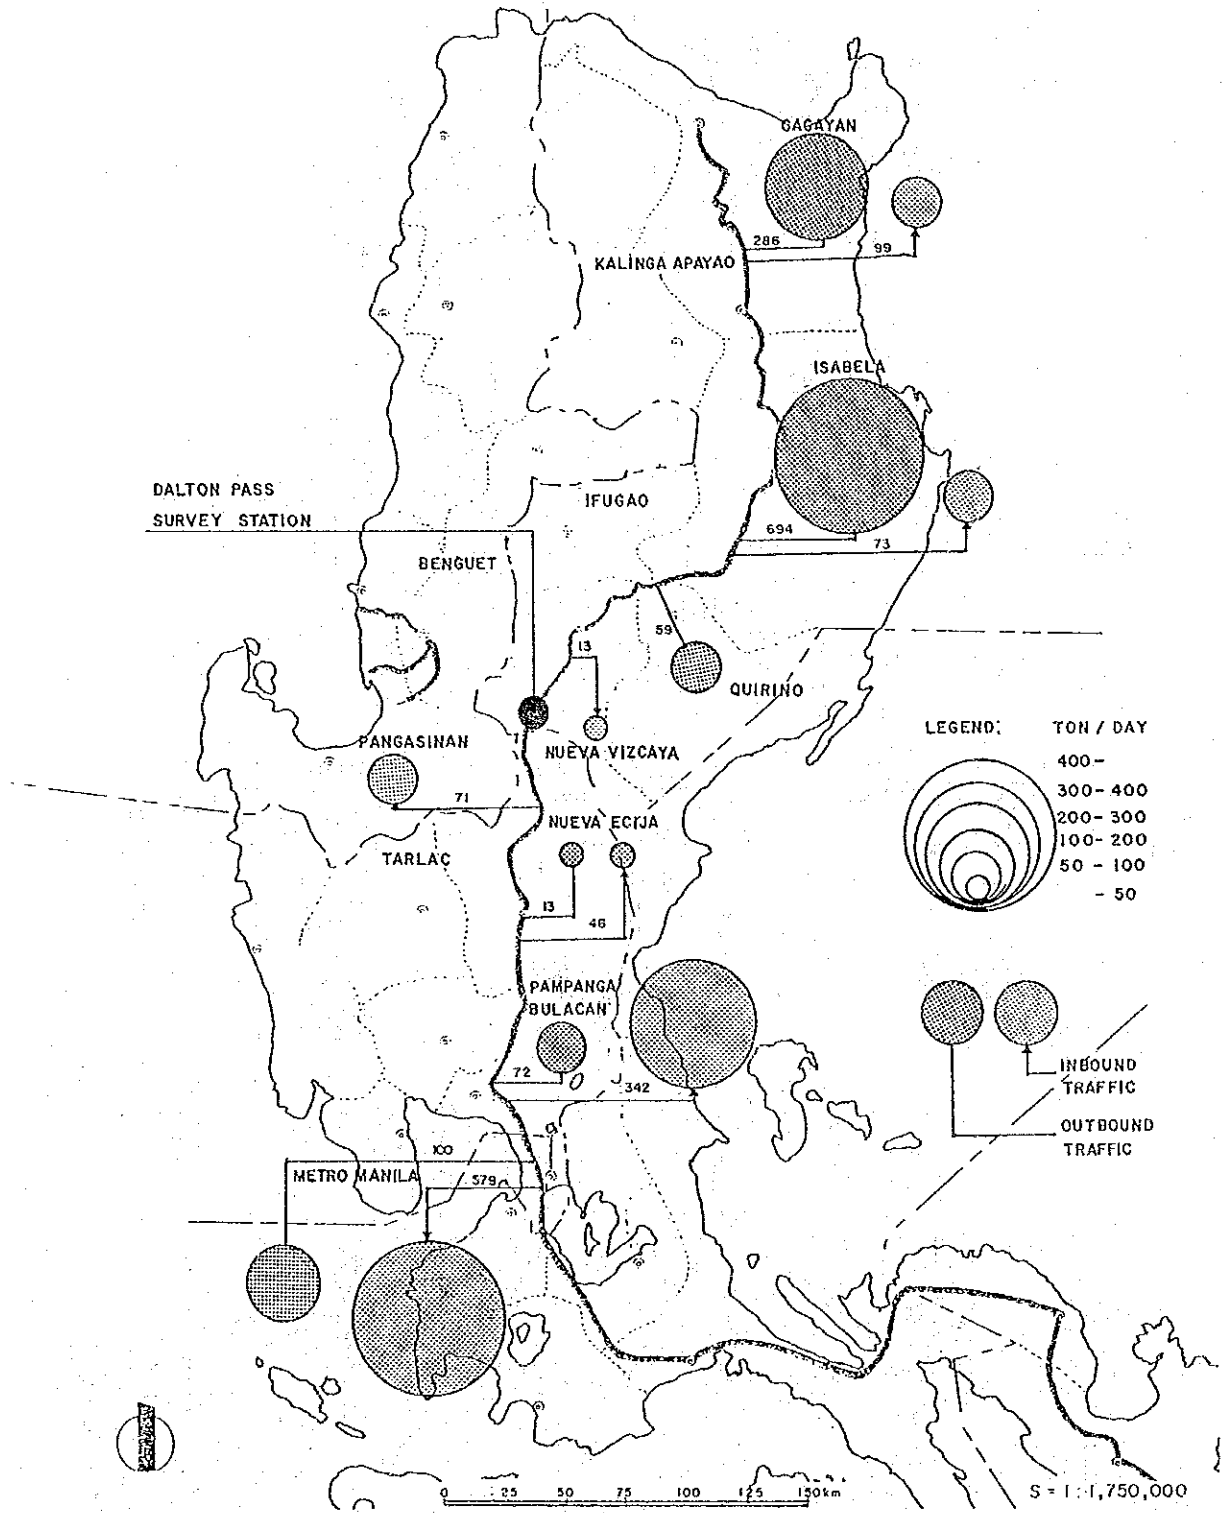 GAGAYAN
286
99
KALINGA APAYAO
ISABELA
DALTON PASS
SURVEY STATION
IFUGAO
694
73
BENGUET
59
13
QUIRINO
LEGEND: TON / DAY
PANGASINAN
NUEVA VIZCAYA
400 -
300 - 400
200 - 300
100 - 200
50 - 100
- 50
71
NUEVA ECIJA
TARLAC
13
46
PAMPANGA
BULACAN
72
342
INBOUND
TRAFFIC
OUTBOUND
TRAFFIC
100
METRO MANILA
579
0 25 50 75 100 125 150km
S = 1:1,750,000